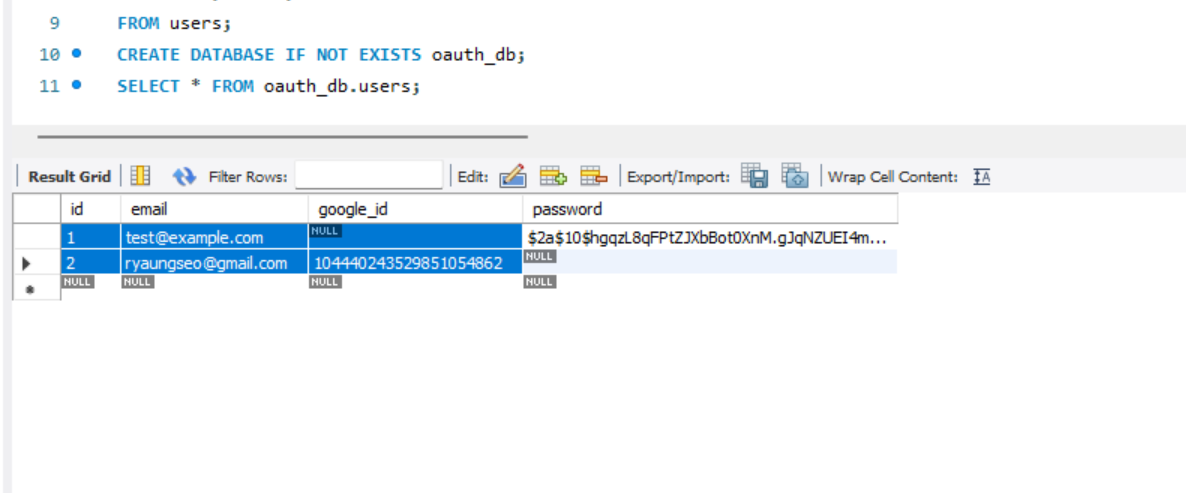 9 FROM users;
10 CREATE DATABASE IF NOT EXISTS oauth_db;
11 SELECT * FROM oauth_db.users;
Result Grid Filter Rows: Edit: Export/Import: Wrap Cell Content:
id email google_id password
1 test@example.com NULL $2a$10$hgqzL8qFPtZJXbBot0XnM.gJqNZUEI4m...
2 ryaungseo@gmail.com 104440243529851054862 NULL
NULL NULL NULL NULL